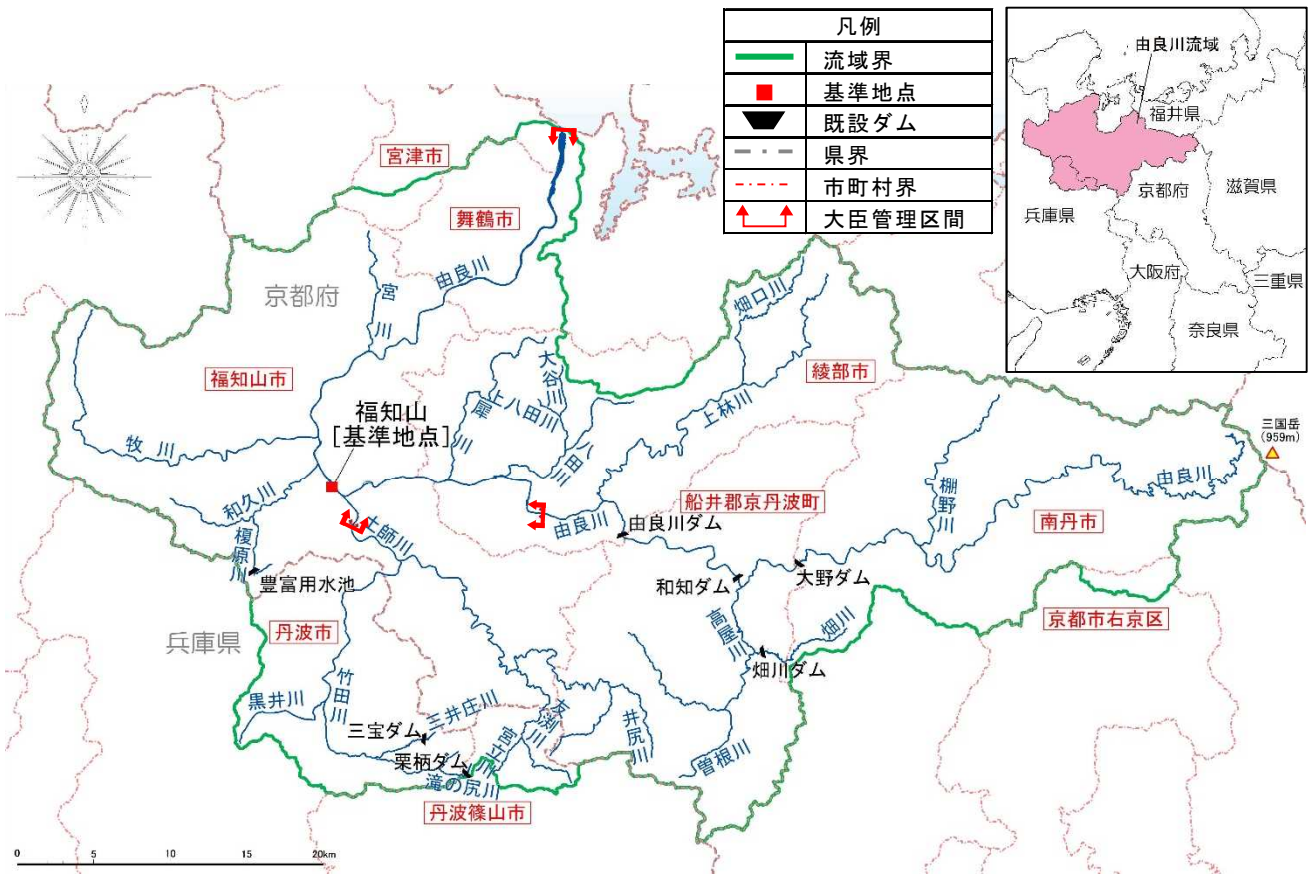 凡例
流域界
基準地点
既設ダム
県界
市町村界
大臣管理区間
由良川流域
福井県
京都府
滋賀県
兵庫県
大阪府
三重県
奈良県
宮津市
舞鶴市
京都府
宮川
由良川
畑口川
大谷川
綾部市
福知山市
上八田川
犀川
上林川
福知山
[基準地点]
八田川
三国岳
(959m)
牧川
由良川
棚野川
船井郡京丹波町
和久川
土師川
由良川
由良川ダム
南丹市
榎原川
豊富用水池
和知ダム
大野ダム
京都市右京区
兵庫県
丹波市
高屋川
畑川
畑川ダム
竹田川
黒井川
三井庄川
友渕川
三宝ダム
宮立川
井尻川
栗柄ダム
曽根川
滝の尻川
丹波篠山市
0 5 10 15 20km